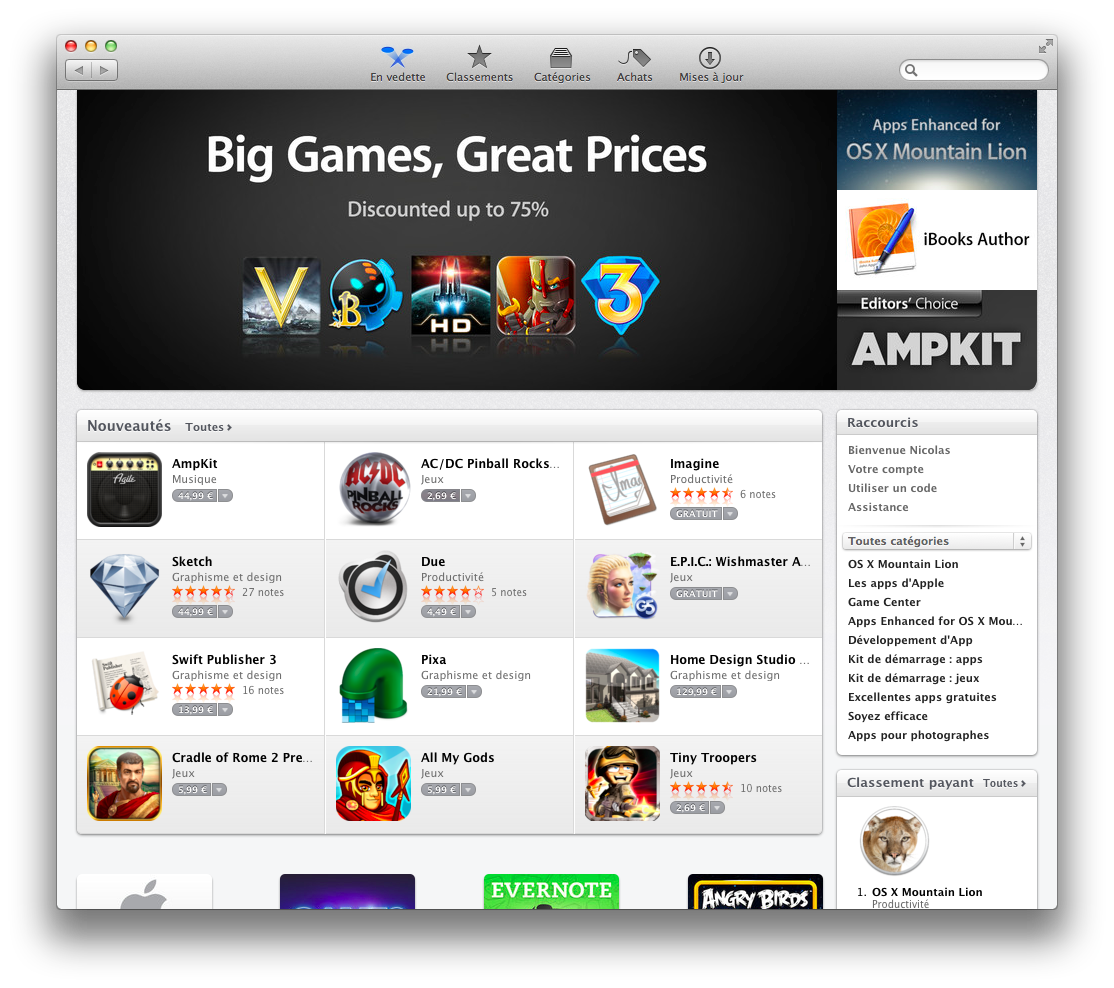 En vedette
Classements
Catégories
Achats
Mises à jour
Big Games, Great Prices
Discounted up to 75%
V
B
HD
3
Apps Enhanced for
OS X Mountain Lion
iBooks Author
Editors' Choice
AMPKIT
Nouveautés Toutes
AmpKit
Musique
44,99 €
AC/DC
PINBALL
ROCKS
AC/DC Pinball Rocks...
Jeux
2,69 €
Imagine
Productivité
6 notes
GRATUIT
Sketch
Graphisme et design
27 notes
44,99 €
Due
Productivité
5 notes
4,49 €
G5
E.P.I.C.: Wishmaster A...
Jeux
GRATUIT
Swift Publisher 3
Graphisme et design
16 notes
13,99 €
Pixa
Graphisme et design
21,99 €
Home Design Studio ...
Graphisme et design
129,99 €
Cradle of Rome 2 Pre...
Jeux
5,99 €
All My Gods
Jeux
5,99 €
Tiny Troopers
Jeux
10 notes
2,69 €
Raccourcis
Bienvenue Nicolas
Votre compte
Utiliser un code
Assistance
Toutes catégories
OS X Mountain Lion
Les apps d'Apple
Game Center
Apps Enhanced for OS X Mou...
Développement d'App
Kit de démarrage : apps
Kit de démarrage : jeux
Excellentes apps gratuites
Soyez efficace
Apps pour photographes
Classement payant Toutes
1. OS X Mountain Lion
Productivité
EVERNOTE
ANGRY BIRDS